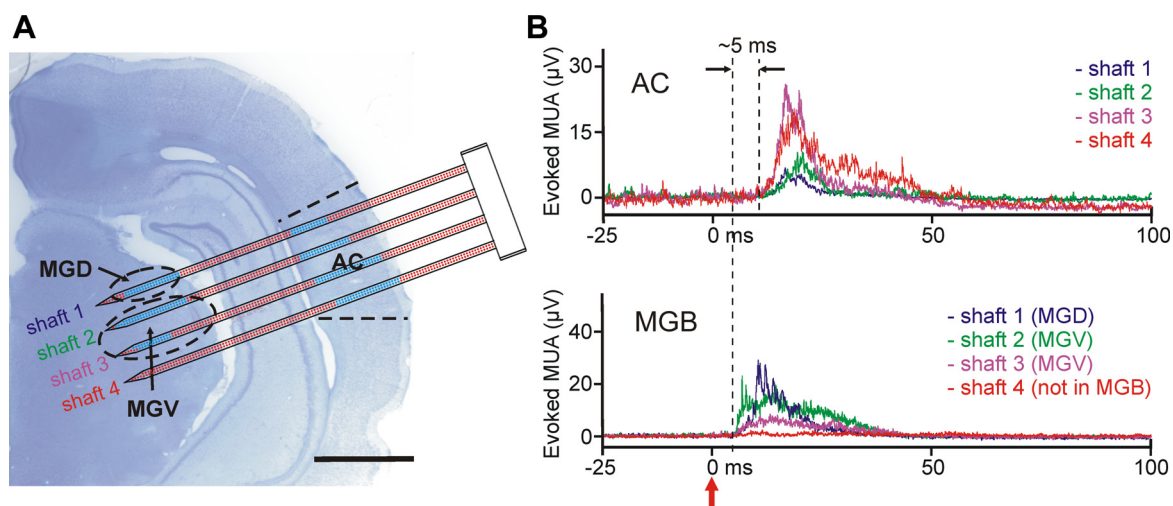 A
MGD
shaft 1
shaft 2
shaft 3
shaft 4
MGV
AC
B
~5 ms
Evoked MUA (µV)
30
15
0
AC
- shaft 1
- shaft 2
- shaft 3
- shaft 4
-25
0 ms
50
100
Evoked MUA (µV)
40
20
0
MGB
- shaft 1 (MGD)
- shaft 2 (MGV)
- shaft 3 (MGV)
- shaft 4 (not in MGB)
-25
0 ms
50
100